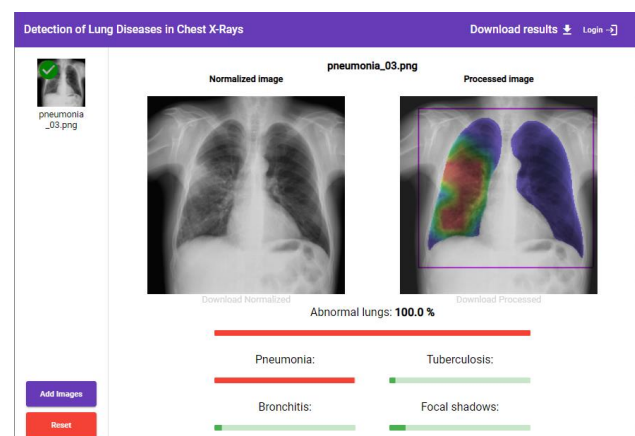 Detection of Lung Diseases in Chest X-Rays
Download results
Login
pneumonia
_03.png
pneumonia_03.png
Normalized image
Processed image
Download Normalized
Download Processed
Abnormal lungs: 100.0 %
Pneumonia:
Tuberculosis:
Bronchitis:
Focal shadows:
Add Images
Reset